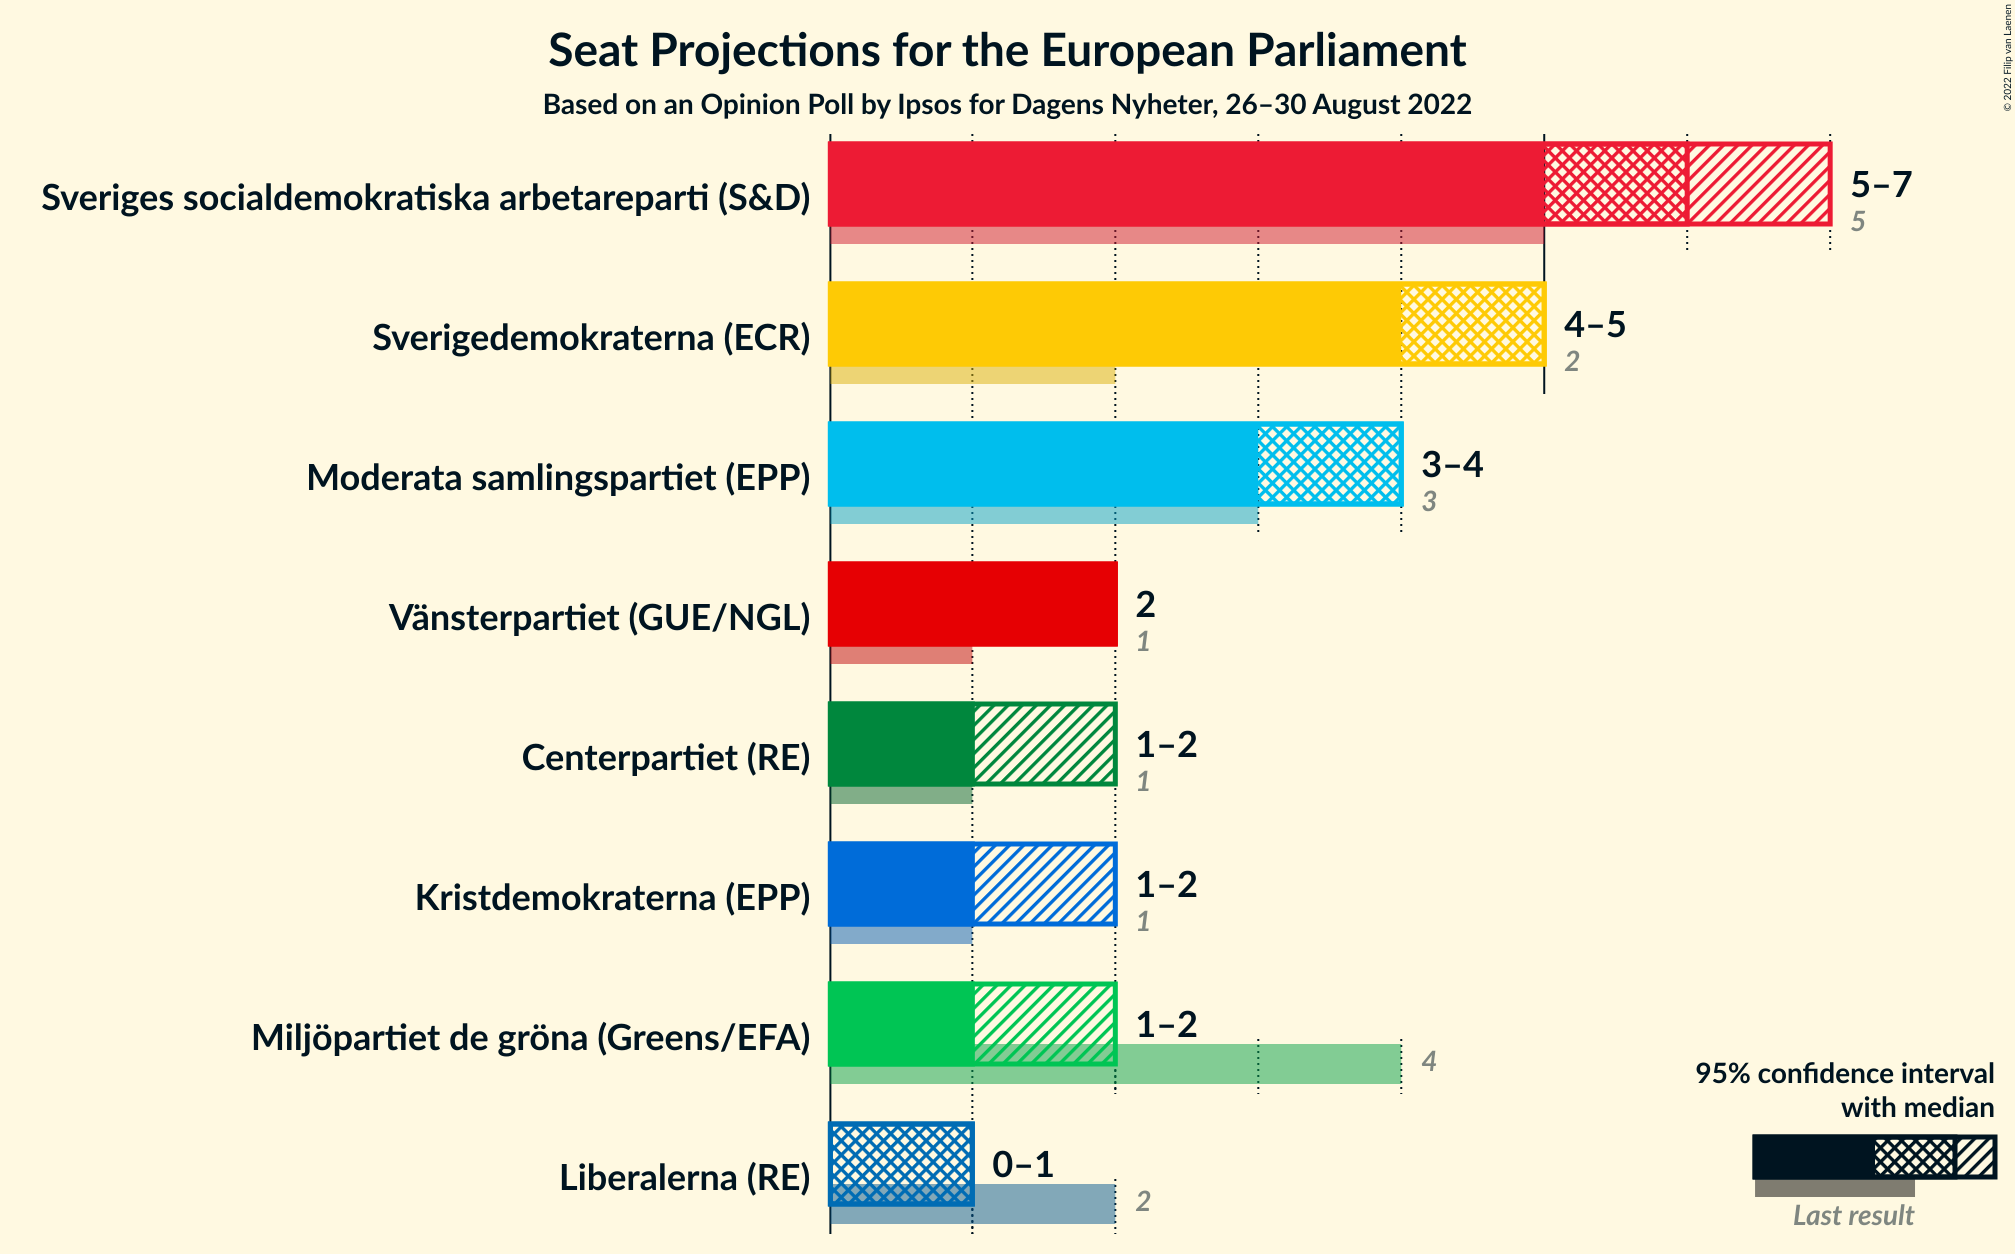 Seat Projections for the European Parliament
Based on an Opinion Poll by Ipsos for Dagens Nyheter, 26–30 August 2022
© 2022 Filip van Laenen
Sveriges socialdemokratiska arbetareparti (S&D)
5–7
5
Sverigedemokraterna (ECR)
4–5
2
Moderata samlingspartiet (EPP)
3–4
3
Vänsterpartiet (GUE/NGL)
2
1
Centerpartiet (RE)
1–2
1
Kristdemokraterna (EPP)
1–2
1
Miljöpartiet de gröna (Greens/EFA)
1–2
4
Liberalerna (RE)
0–1
2
95% confidence interval
with median
Last result